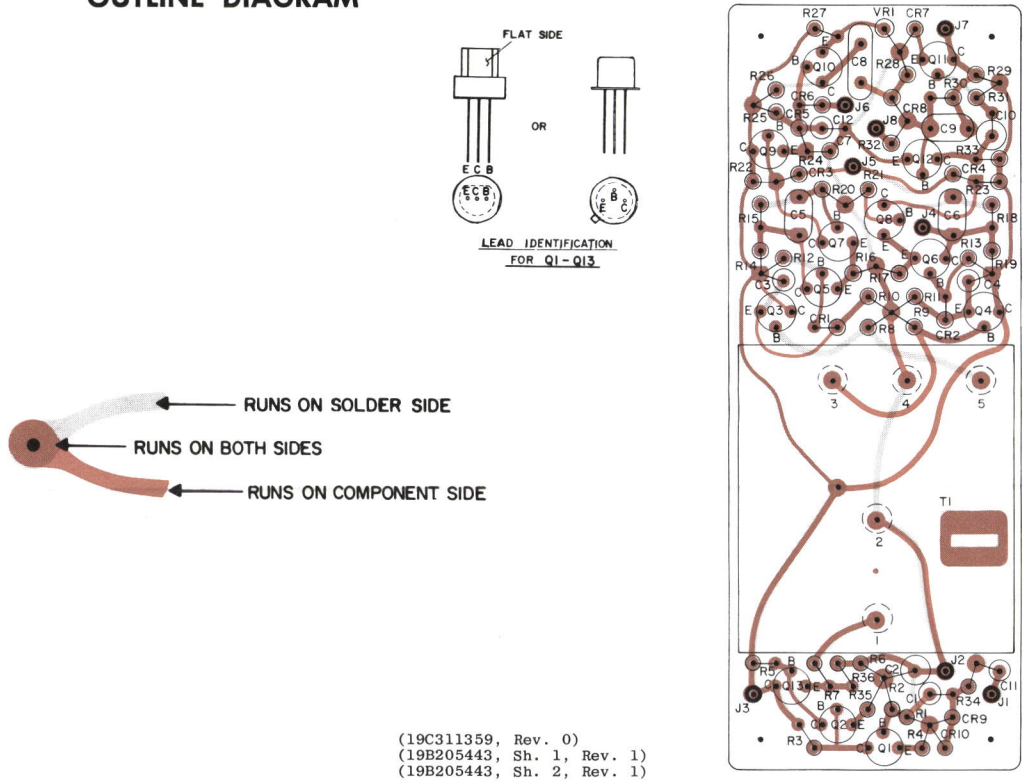 OUTLINE DIAGRAM
FLAT SIDE
OR
E C B
E C B
B
E C
LEAD IDENTIFICATION
FOR Q1-Q13
RUNS ON SOLDER SIDE
RUNS ON BOTH SIDES
RUNS ON COMPONENT SIDE
R27 VR1 CR7 J7
E C8 R28 E Q11 C
B Q10
R26 C B R30 R29
CR6 J6 R31
R25 CR5 CR8 C10
B C12 J8 C9
C Q9 E C7 R32 R33
R24 E Q12 C
R22 CR3 J5 B CR4
R21 R23
R20 C
R15 C5 B Q8 B J4 C6 R18
C Q7 E E R13
R14 R12 R16 Q6 C R19
B R17 B
C3 C Q5 E C4
R10 R11
E Q3 C CR1 R9 E Q4 C
B R8 CR2 B
3 4 5
T1
2
1
R5 B R6 C2 J2
C Q13 E R36 C11
R7 R35 R2 C1 R34 J1
J3 B R1
C Q2 E B R4 CR9
R3 C Q1 E CR10
(19C311359, Rev. 0)
(19B205443, Sh. 1, Rev. 1)
(19B205443, Sh. 2, Rev. 1)